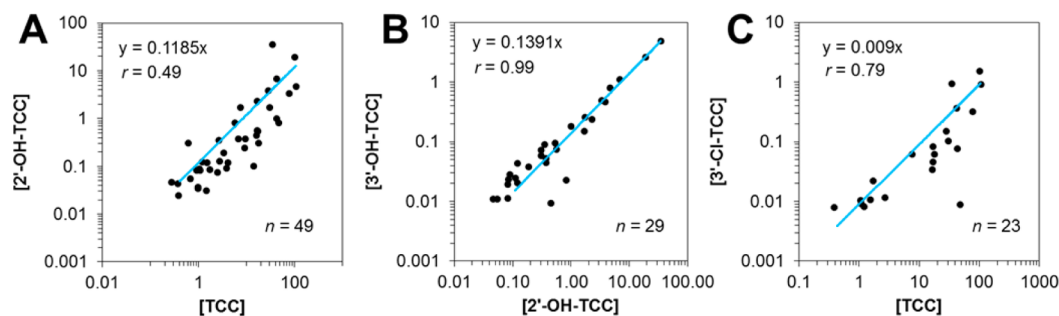 A
y = 0.1185x
r = 0.49
n = 49
100
10
1
0.1
0.01
0.001
0.01
1.0
100
[2'-OH-TCC]
[TCC]
B
y = 0.1391x
r = 0.99
n = 29
10
1
0.1
0.01
0.001
0.01
0.10
1.00
10.00
100.00
[3'-OH-TCC]
[2'-OH-TCC]
C
y = 0.009x
r = 0.79
n = 23
10
1
0.1
0.01
0.001
0.1
1
10
100
1000
[3'-Cl-TCC]
[TCC]